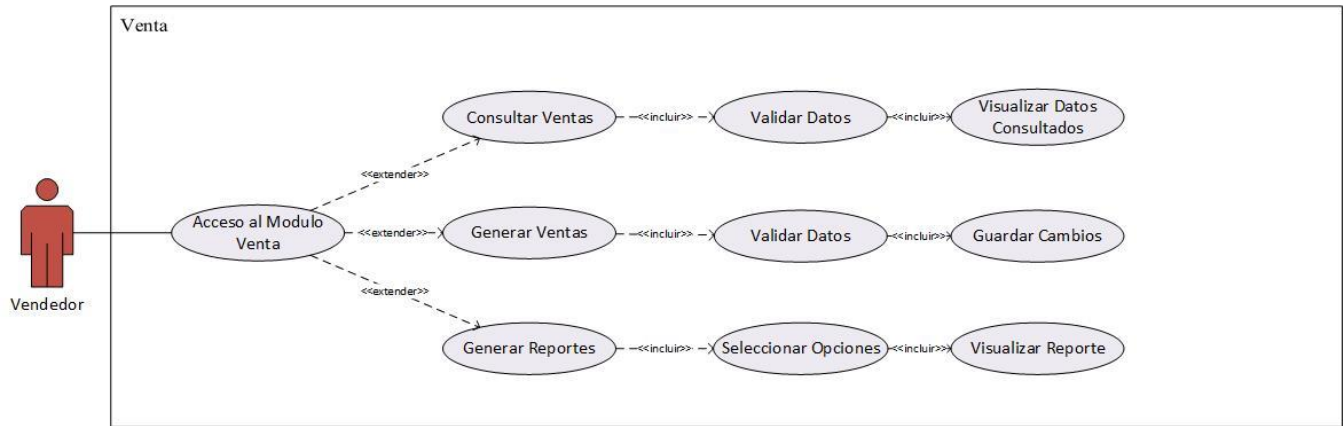 Venta
Consultar Ventas
<<incluir>>
Validar Datos
<<incluir>>
Visualizar Datos
Consultados
<<extender>>
Vendedor
Acceso al Modulo
Venta
<<extender>>
Generar Ventas
<<incluir>>
Validar Datos
<<incluir>>
Guardar Cambios
<<extender>>
Generar Reportes
<<incluir>>
Seleccionar Opciones
<<incluir>>
Visualizar Reporte